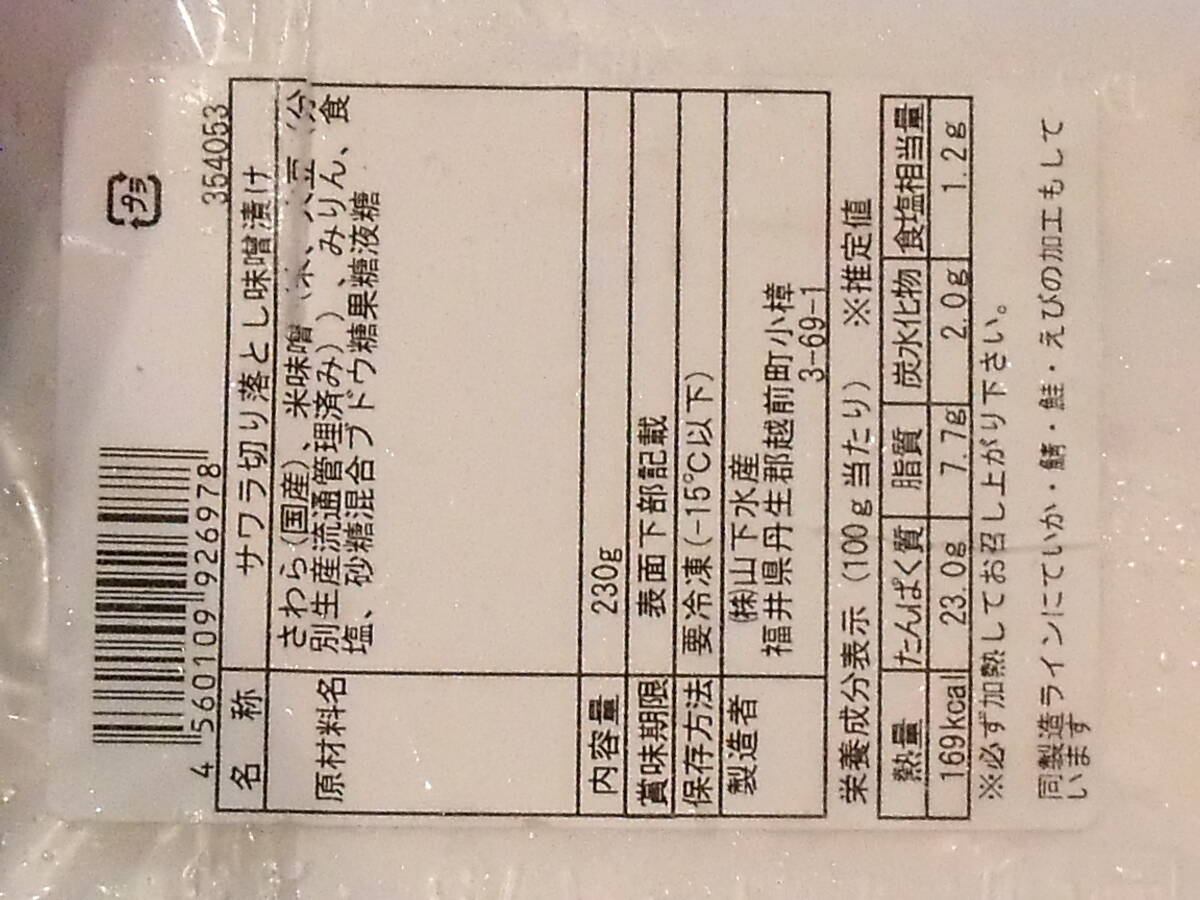 プラ
4 560109 926978
354053
名 称 サワラ切り落とし味噌漬け
原材料名 さわら(国産)、米味噌(米、大豆(分
別生産流通管理済み))、みりん、食
塩、砂糖混合ブドウ糖果糖液糖
内容量 230g
賞味期限 表面下部記載
保存方法 要冷凍(-15℃以下)
製造者 ㈱山下水産
福井県丹生郡越前町小樟
3-69-1
栄養成分表示(100g当たり) ※推定値
熱量 たんぱく質 脂質 炭水化物 食塩相当量
169kcal 23.0g 7.7g 2.0g 1.2g
※必ず加熱してお召し上がり下さい。
同製造ラインにていか・鯖・鮭・えびの加工もして
います